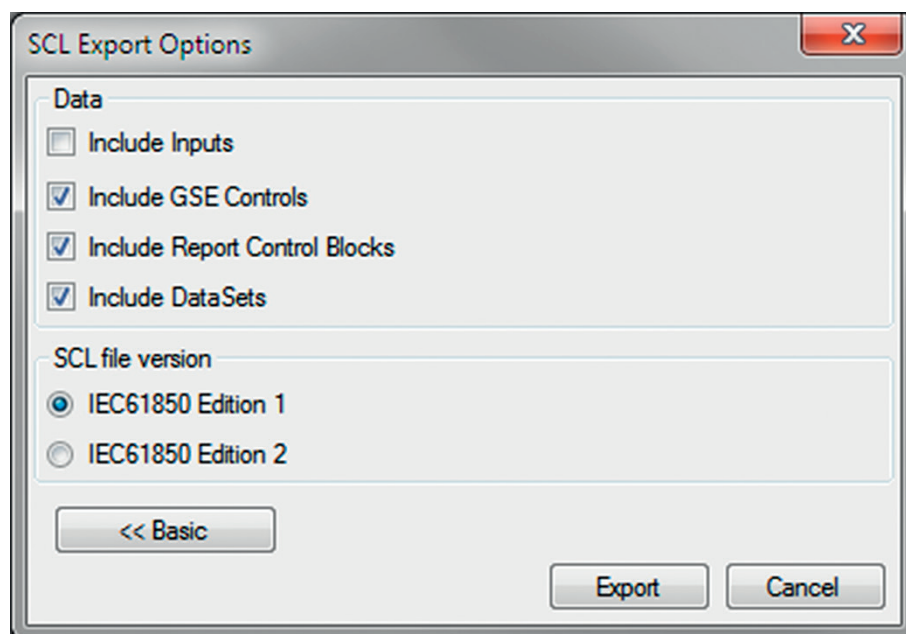 SCL Export Options
Data
Include Inputs
Include GSE Controls
Include Report Control Blocks
Include DataSets
SCL file version
IEC61850 Edition 1
IEC61850 Edition 2
<< Basic
Export Cancel